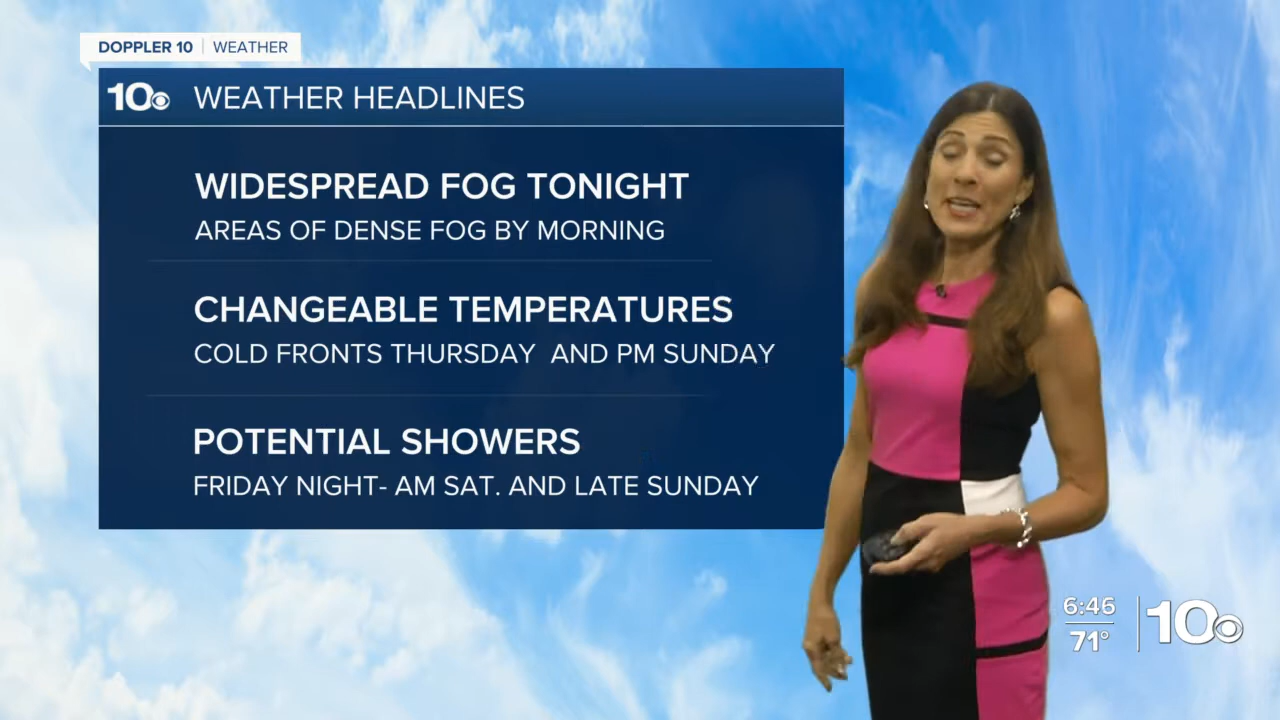 DOPPLER 10 | WEATHER
10 WEATHER HEADLINES
WIDESPREAD FOG TONIGHT
AREAS OF DENSE FOG BY MORNING
CHANGEABLE TEMPERATURES
COLD FRONTS THURSDAY  AND PM SUNDAY
POTENTIAL SHOWERS
FRIDAY NIGHT- AM SAT. AND LATE SUNDAY
6:46
71°
10